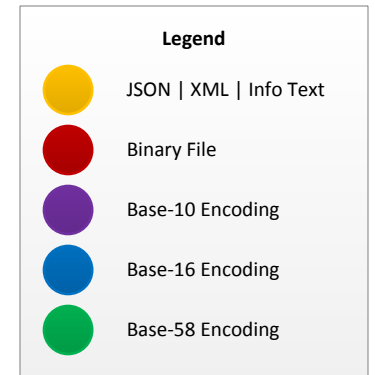 Legend
JSON | XML | Info Text
Binary File
Base-10 Encoding
Base-16 Encoding
Base-58 Encoding